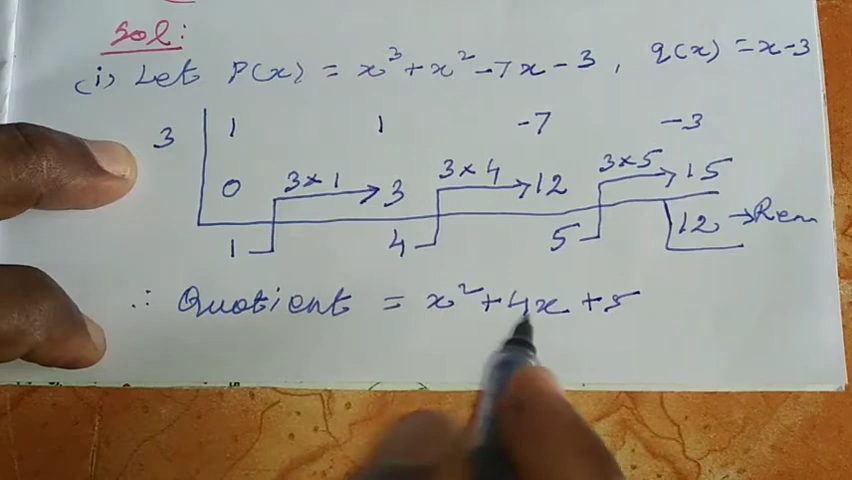 Sol:
(i) Let P(x) = x³+x²-7x-3, q(x) = x-3
3 1 1 -7 -3
0 3×1 → 3 3×4 → 12 3×5 → 15
1 4 5 12 → Rem
∴ Quotient = x²+4x+5